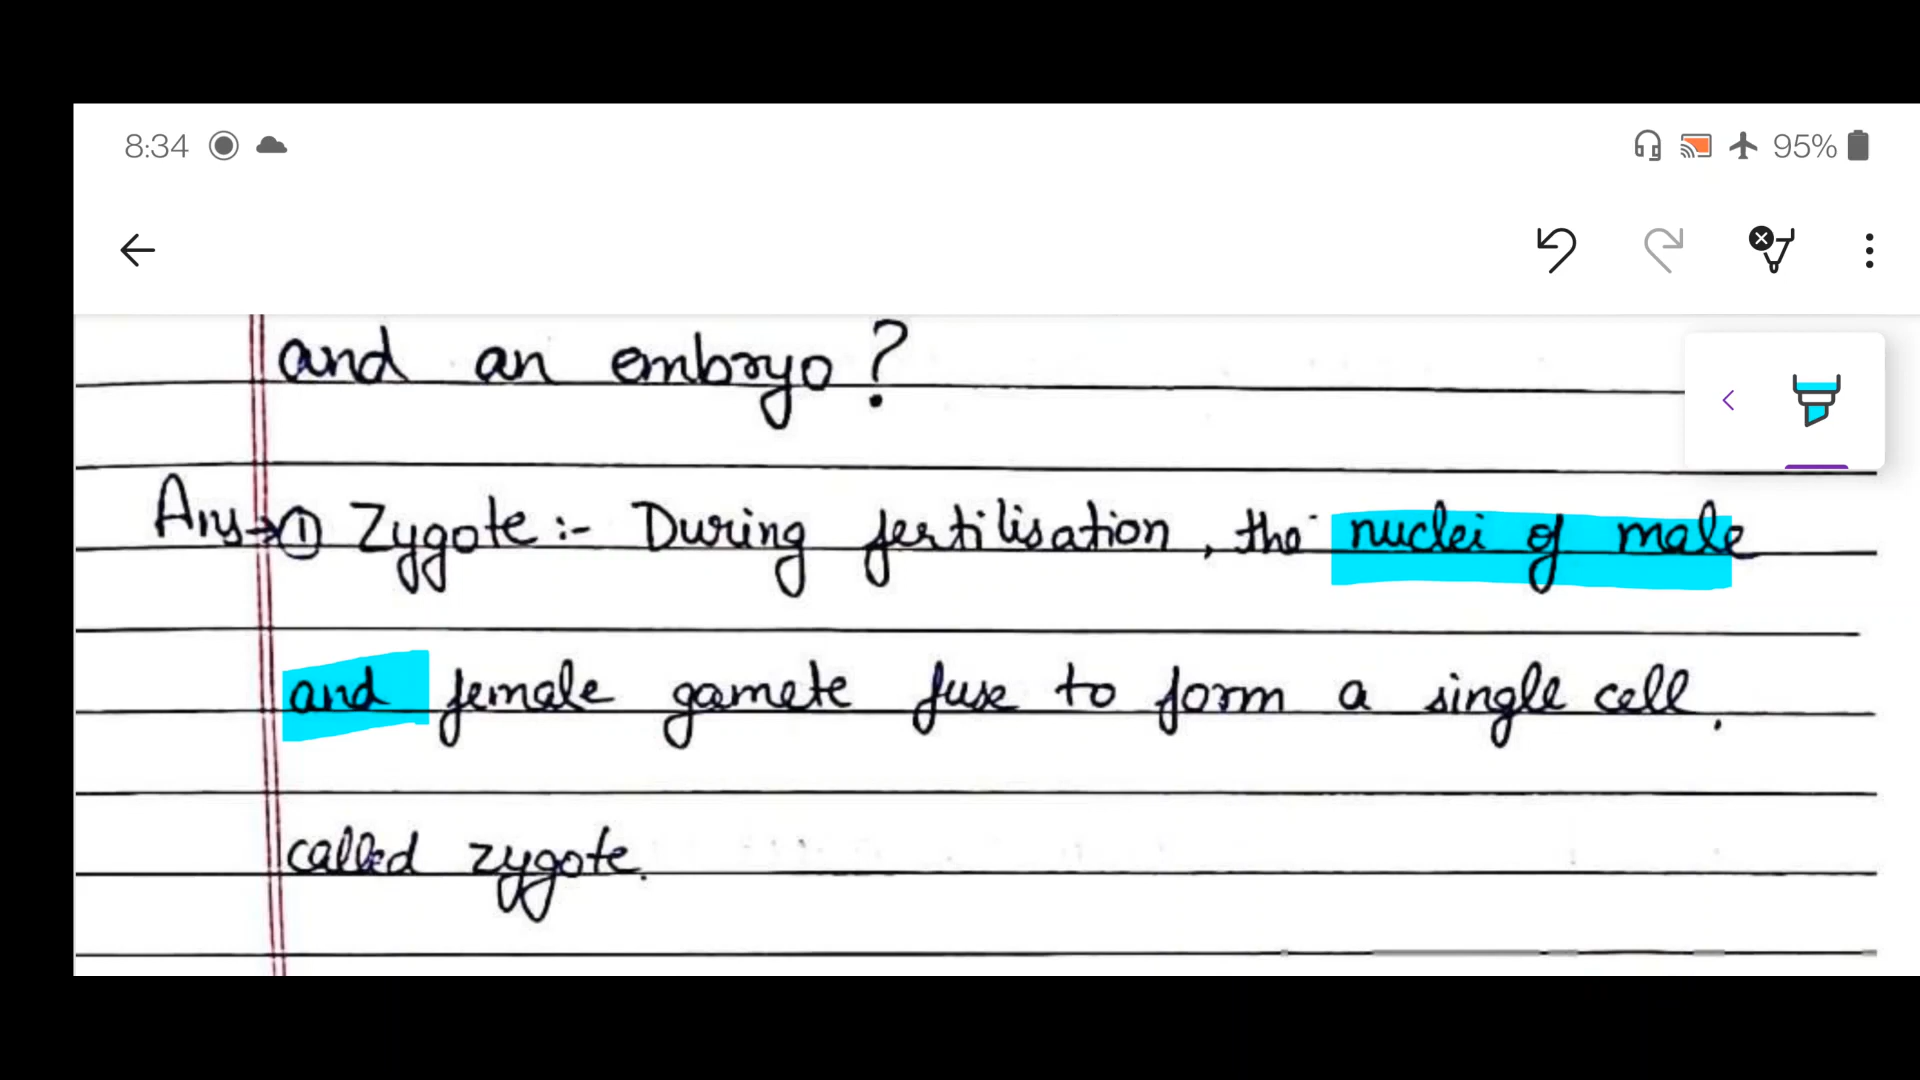 8:34 95%
and an embryo?
Ans→① Zygote:- During fertilisation, the nuclei of male
and female gamete fuse to form a single cell.
called zygote.